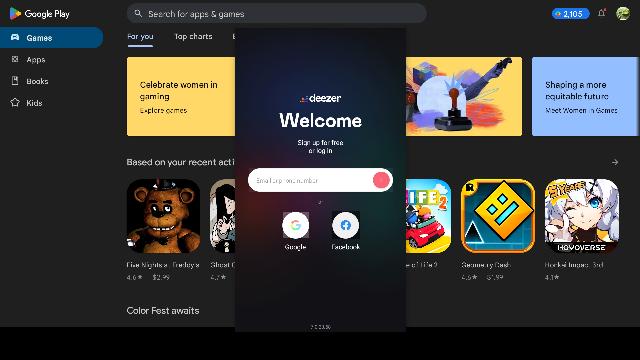 Google Play
Search for apps & games
2,105
Games
Apps
Books
Kids
For you
Top charts
Celebrate women in
gaming
Explore games
Shaping a more
equitable future
Meet Women in Games
deezer
Welcome
Sign up for free
or log in
Email or phone number
or
Google
Facebook
Based on your recent acti
Five Nights a
Freddy's
4.6★
$2.99
Ghost
4.7★
LIFE
2
e of Life 2
Geometry Dash
4.6★
$1.99
HOYOVERSE
Honkai Impact 3rd
4.1★
Color Fest awaits